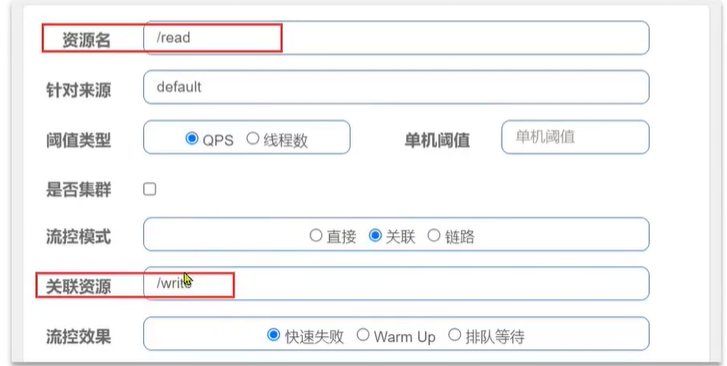 资源名 /read
针对来源 default
阈值类型 QPS 线程数 单机阈值 单机阈值
是否集群
流控模式 直接 关联 链路
关联资源 /write
流控效果 快速失败 Warm Up 排队等待